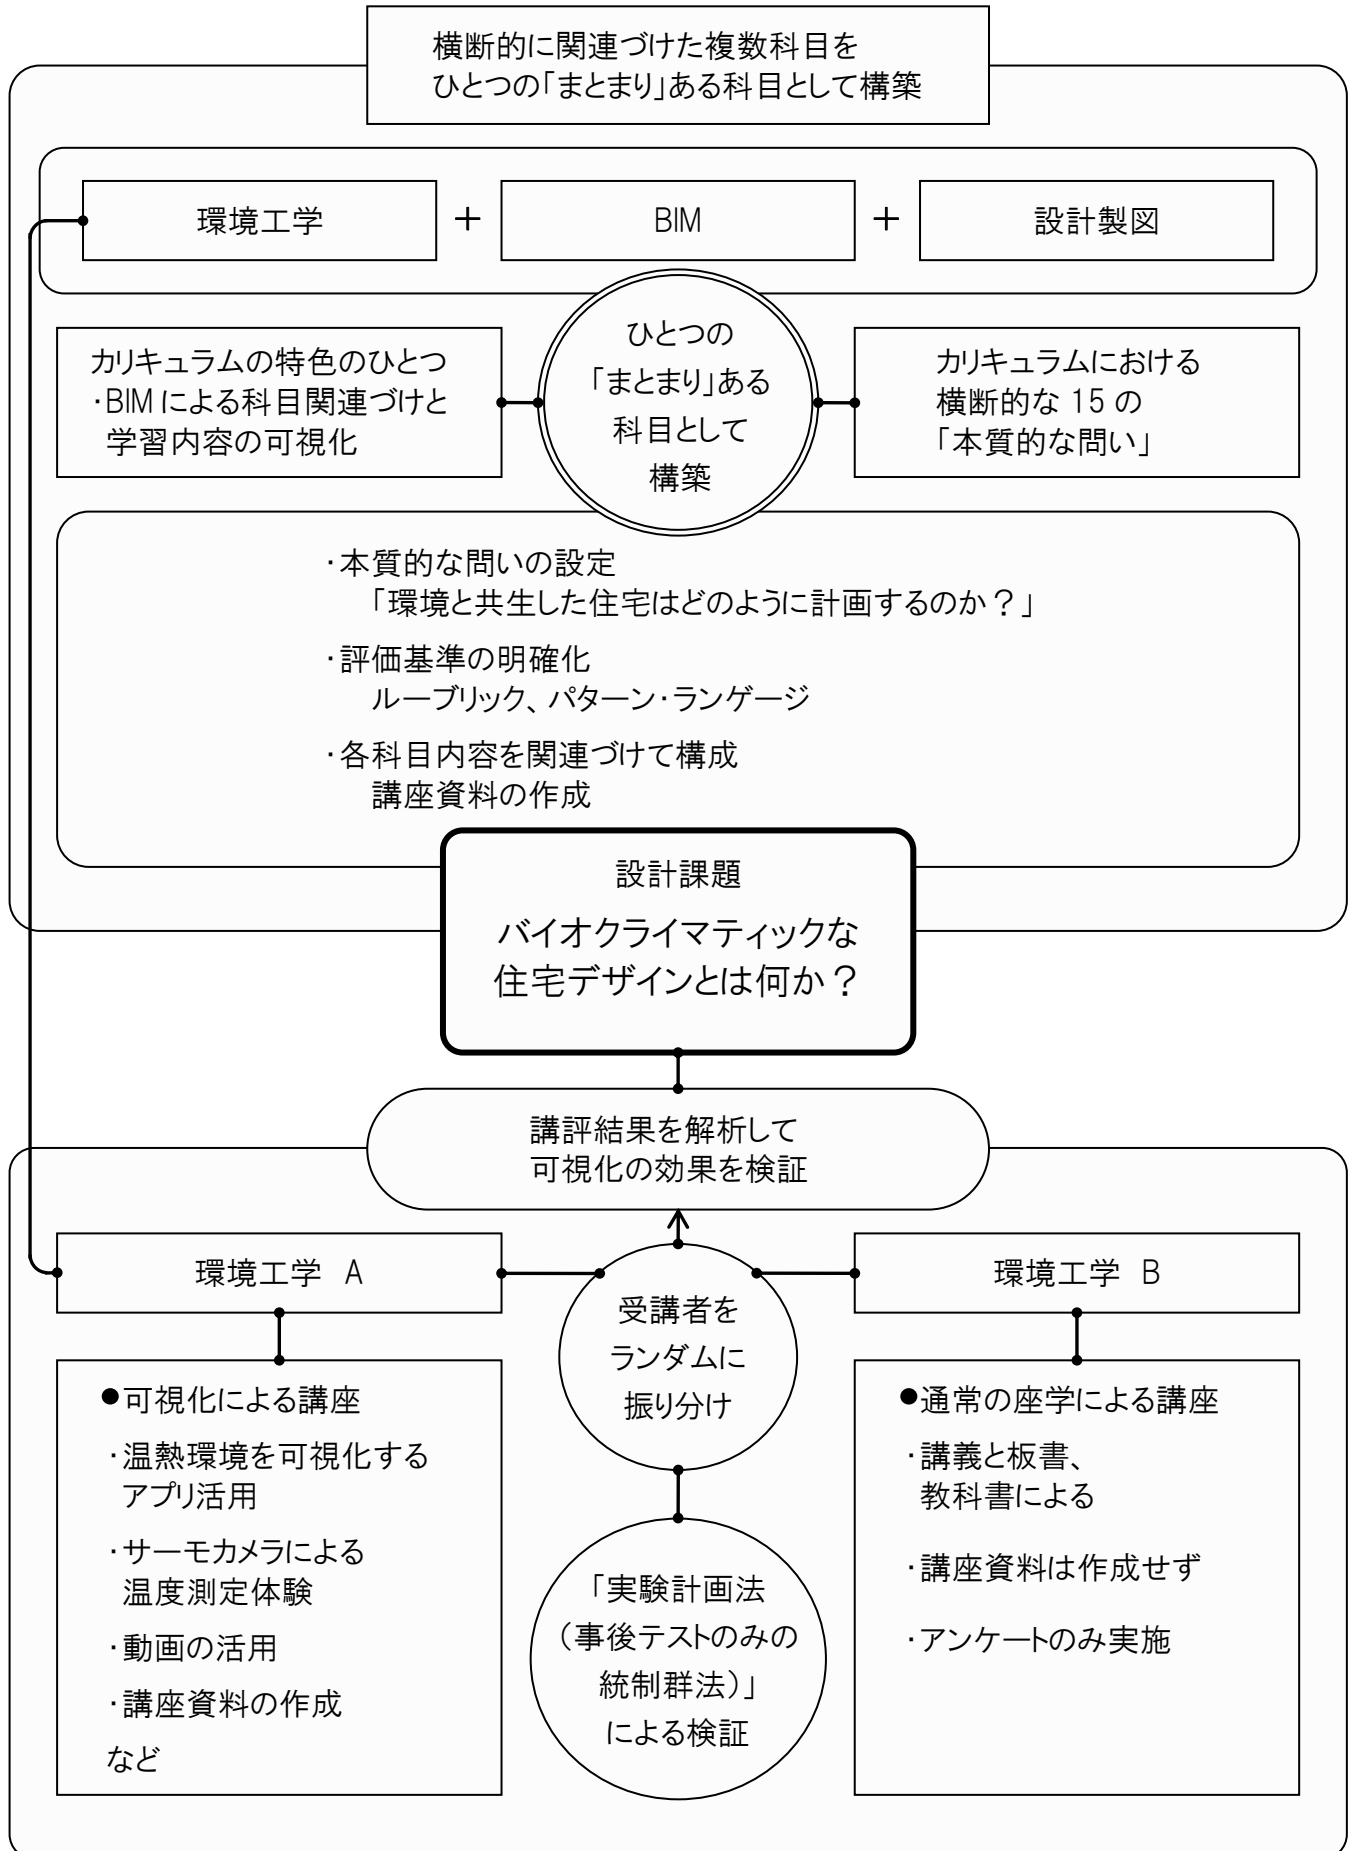 横断的に関連づけた複数科目を
ひとつの「まとまり」ある科目として構築
環境工学
+
BIM
+
設計製図
カリキュラムの特色のひとつ
・BIMによる科目関連づけと
学習内容の可視化
ひとつの
「まとまり」ある
科目として
構築
カリキュラムにおける
横断的な 15 の
「本質的な問い」
・本質的な問いの設定
「環境と共生した住宅はどのように計画するのか？」
・評価基準の明確化
ルーブリック、パターン・ランゲージ
・各科目内容を関連づけて構成
講座資料の作成
設計課題
バイオクライマティックな
住宅デザインとは何か？
講評結果を解析して
可視化の効果を検証
環境工学 A
受講者を
ランダムに
振り分け
環境工学 B
●可視化による講座
・温熱環境を可視化する
アプリ活用
・サーモカメラによる
温度測定体験
・動画の活用
・講座資料の作成
など
「実験計画法
（事後テストのみの
統制群法）」
による検証
●通常の座学による講座
・講義と板書、
教科書による
・講座資料は作成せず
・アンケートのみ実施